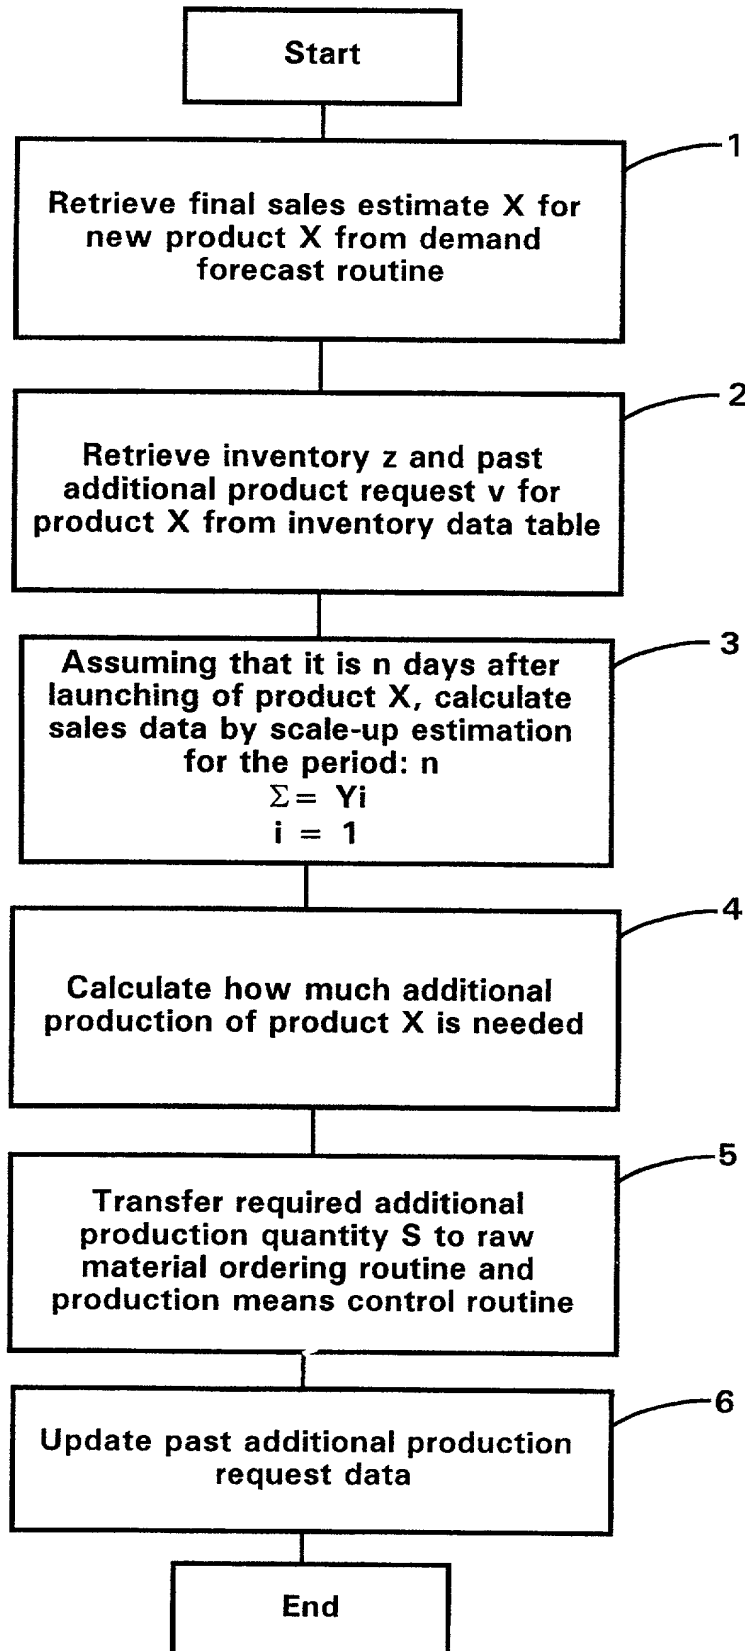 Start
1
Retrieve final sales estimate X for
new product X from demand
forecast routine
2
Retrieve inventory z and past
additional product request v for
product X from inventory data table
3
Assuming that it is n days after
launching of product X, calculate
sales data by scale-up estimation
for the period: n
Σ= Yi
i = 1
4
Calculate how much additional
production of product X is needed
5
Transfer required additional
production quantity S to raw
material ordering routine and
production means control routine
6
Update past additional production
request data
End